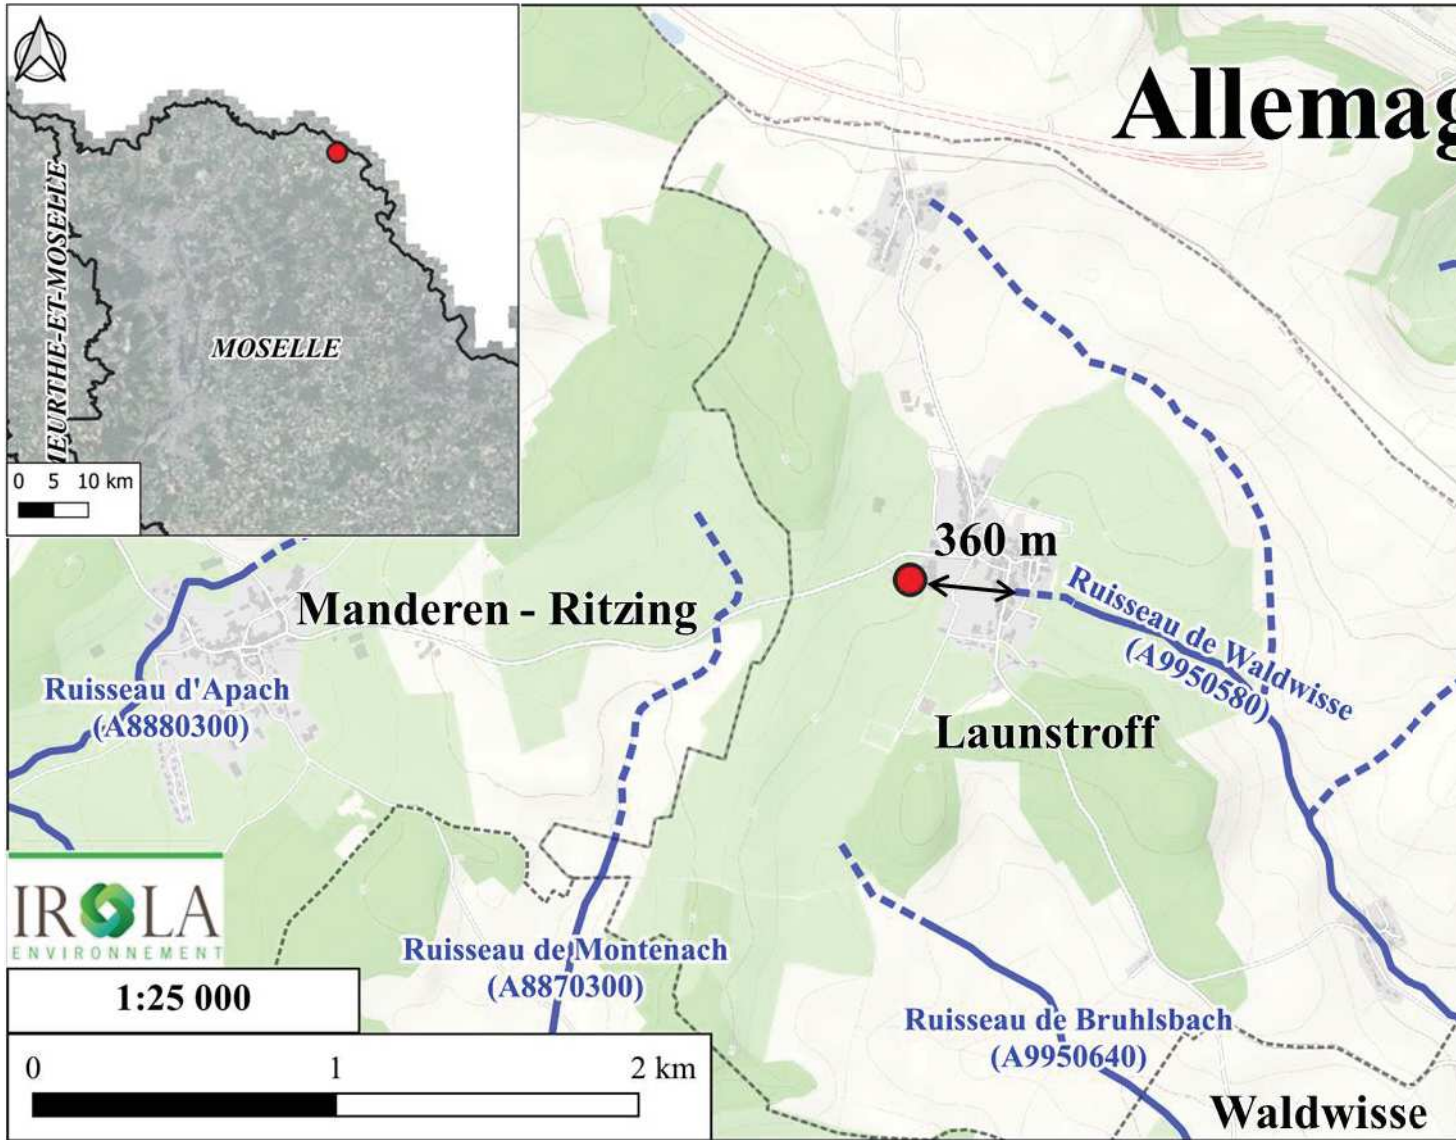 Allemag
MEURTHE-ET-MOSELLE
MOSELLE
0 5 10 km
360 m
Manderen - Ritzing
Ruisseau de Waldwisse
(A9950580)
Ruisseau d'Apach
(A8880300)
Launstroff
IROLA
ENVIRONNEMENT
Ruisseau de Montenach
(A8870300)
1:25 000
Ruisseau de Bruhlsbach
(A9950640)
0 1 2 km
Waldwisse